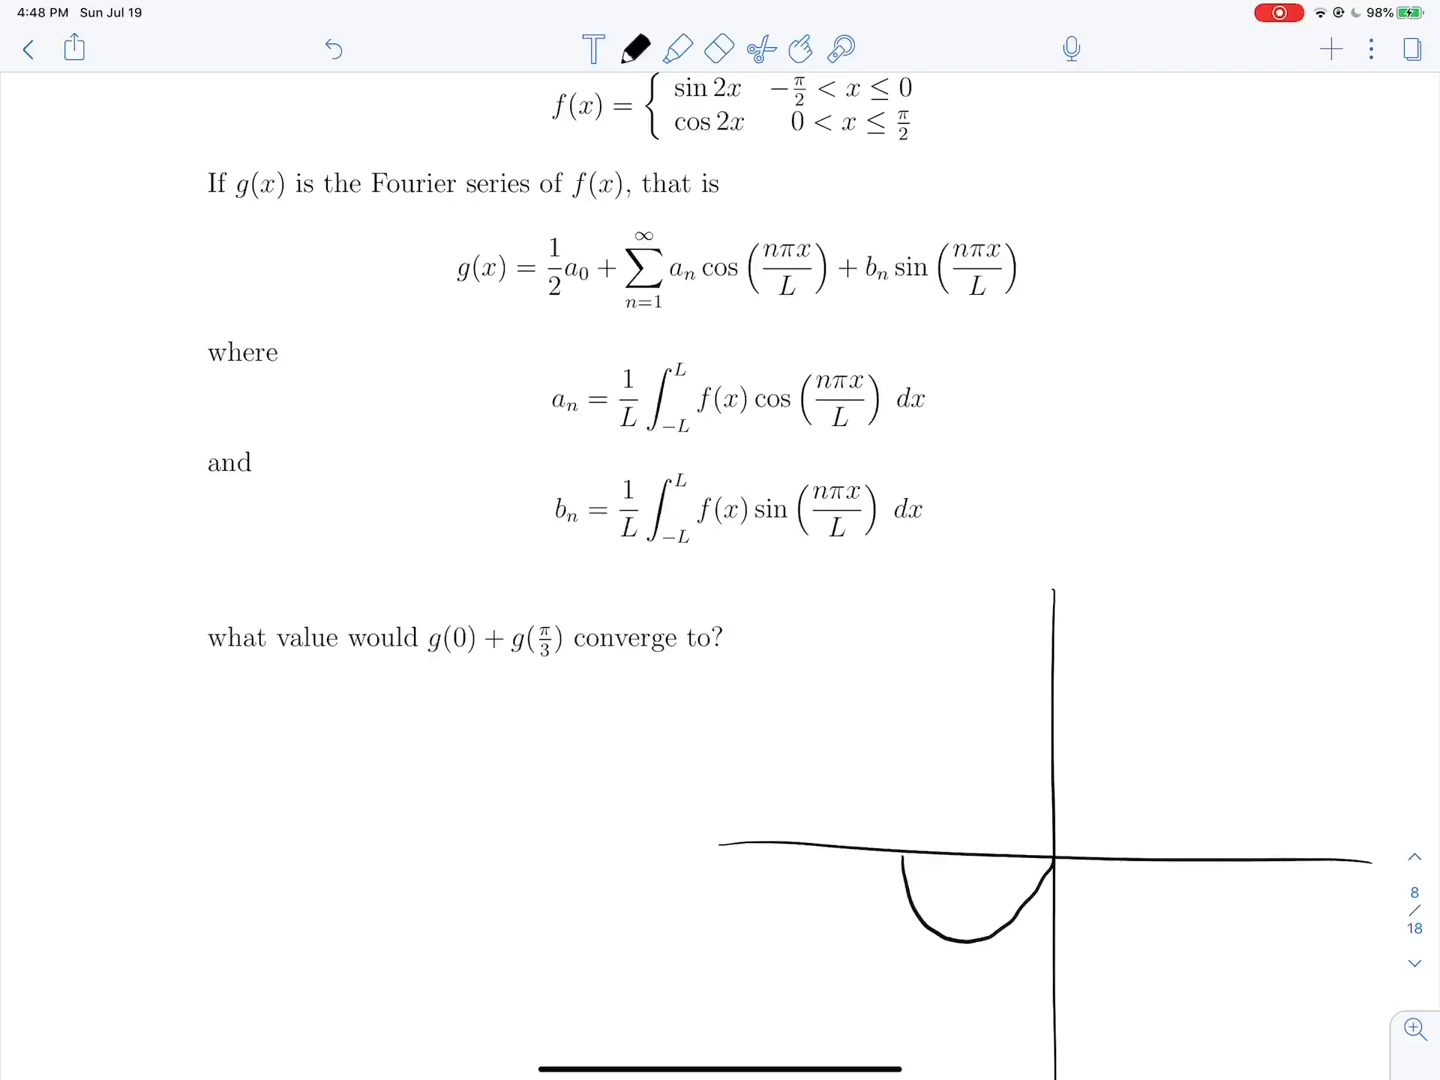 4:48 PM Sun Jul 19
98%
T
f(x) = { sin 2x −π/2 < x ≤ 0
cos 2x 0 < x ≤ π/2
If g(x) is the Fourier series of f(x), that is
g(x) = 1/2 a₀ + ∑_{n=1}^{∞} aₙ cos (nπx/L) + bₙ sin (nπx/L)
where
aₙ = 1/L ∫_{−L}^{L} f(x) cos (nπx/L) dx
and
bₙ = 1/L ∫_{−L}^{L} f(x) sin (nπx/L) dx
what value would g(0) + g(π/3) converge to?
8
/
18